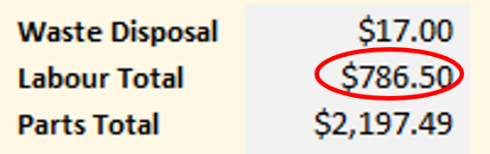 Waste Disposal $17.00
Labour Total $786.50
Parts Total $2,197.49